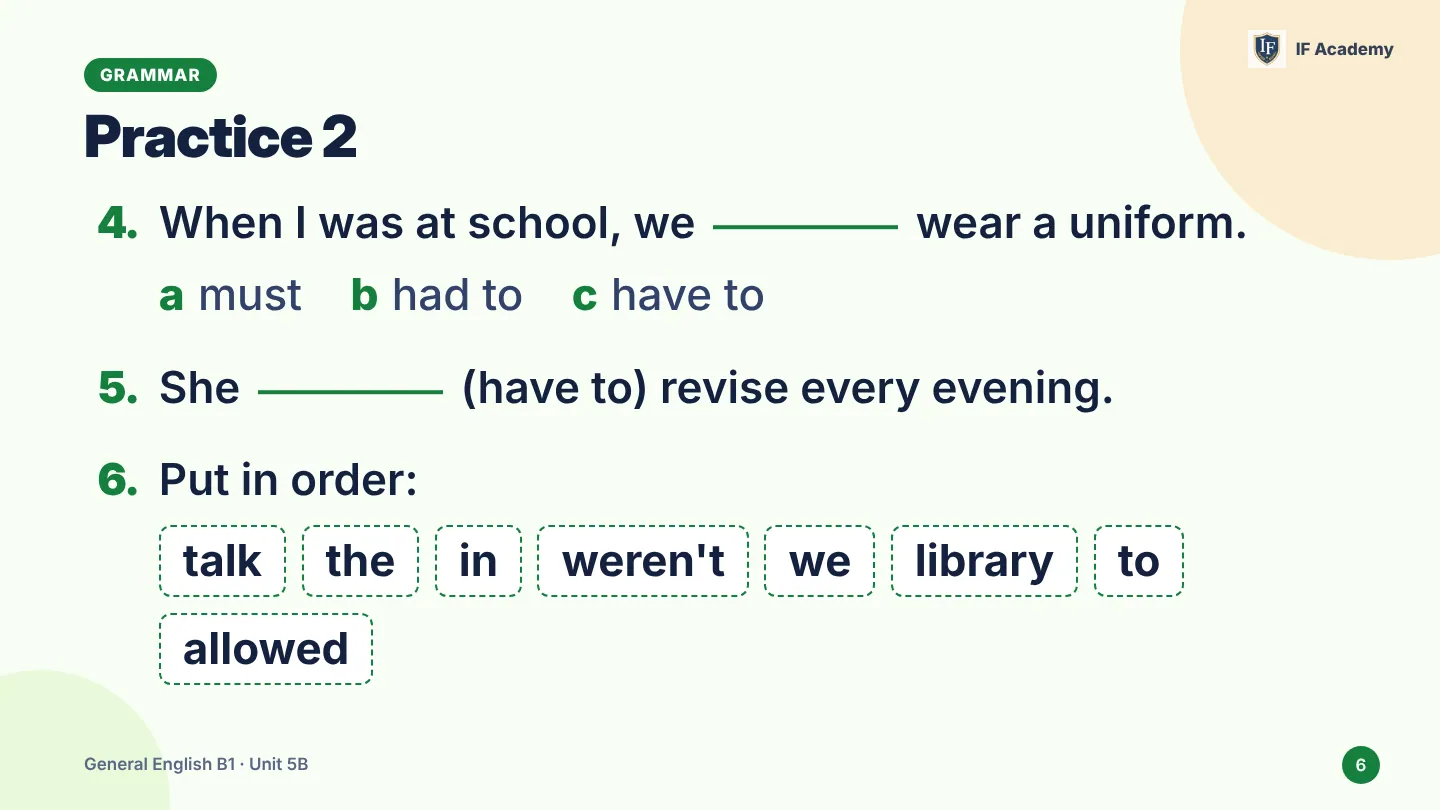 GRAMMAR
IF Academy
Practice 2
4. When I was at school, we ______ wear a uniform.
a must b had to c have to
5. She ______ (have to) revise every evening.
6. Put in order:
talk the in weren't we library to
allowed
General English B1 · Unit 5B
6